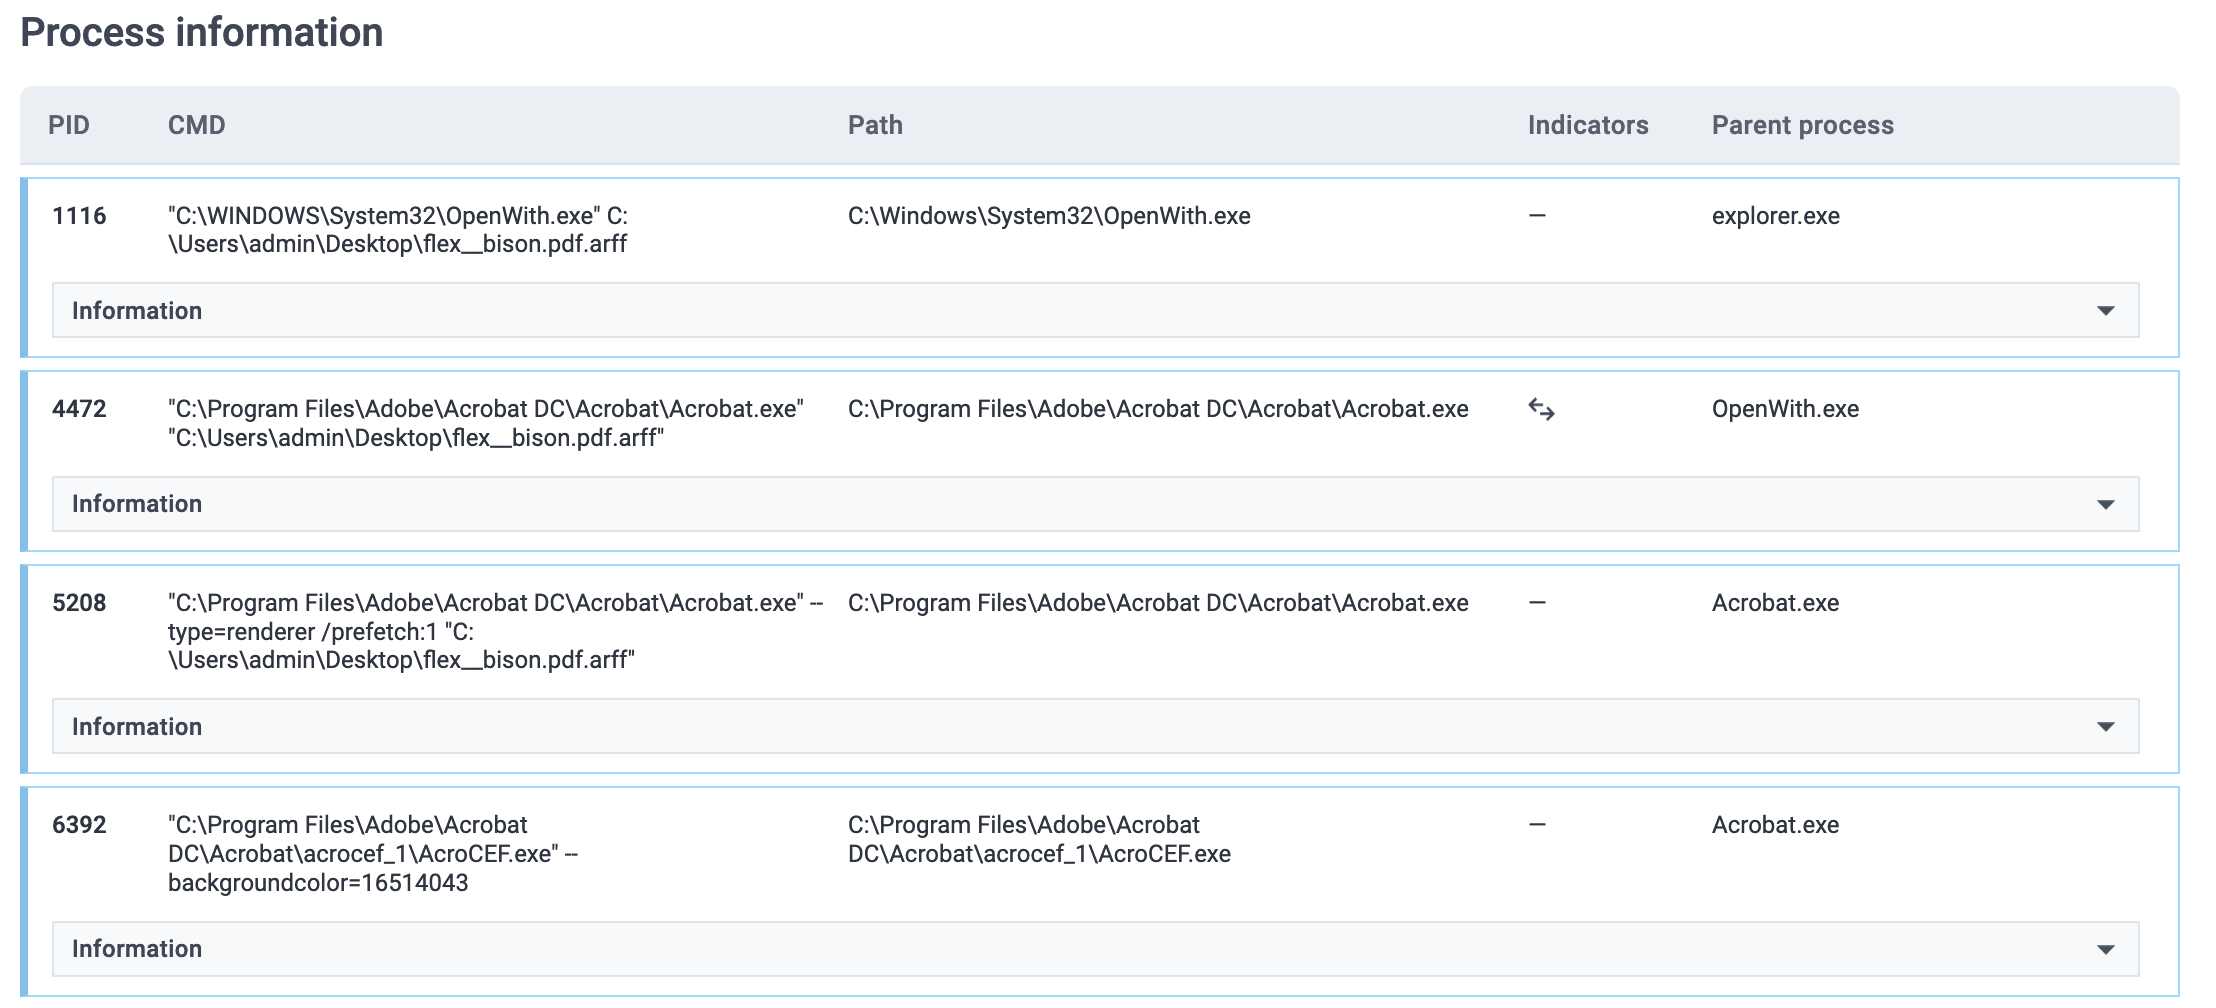 Process information
PID CMD Path Indicators Parent process
1116 "C:\WINDOWS\System32\OpenWith.exe" C: C:\Windows\System32\OpenWith.exe – explorer.exe
\Users\admin\Desktop\flex__bison.pdf.arff
Information
4472 "C:\Program Files\Adobe\Acrobat DC\Acrobat\Acrobat.exe" C:\Program Files\Adobe\Acrobat DC\Acrobat\Acrobat.exe OpenWith.exe
"C:\Users\admin\Desktop\flex__bison.pdf.arff"
Information
5208 "C:\Program Files\Adobe\Acrobat DC\Acrobat\Acrobat.exe" -- C:\Program Files\Adobe\Acrobat DC\Acrobat\Acrobat.exe – Acrobat.exe
type=renderer /prefetch:1 "C:
\Users\admin\Desktop\flex__bison.pdf.arff"
Information
6392 "C:\Program Files\Adobe\Acrobat C:\Program Files\Adobe\Acrobat – Acrobat.exe
DC\Acrobat\acrocef_1\AcroCEF.exe" -- DC\Acrobat\acrocef_1\AcroCEF.exe
backgroundcolor=16514043
Information